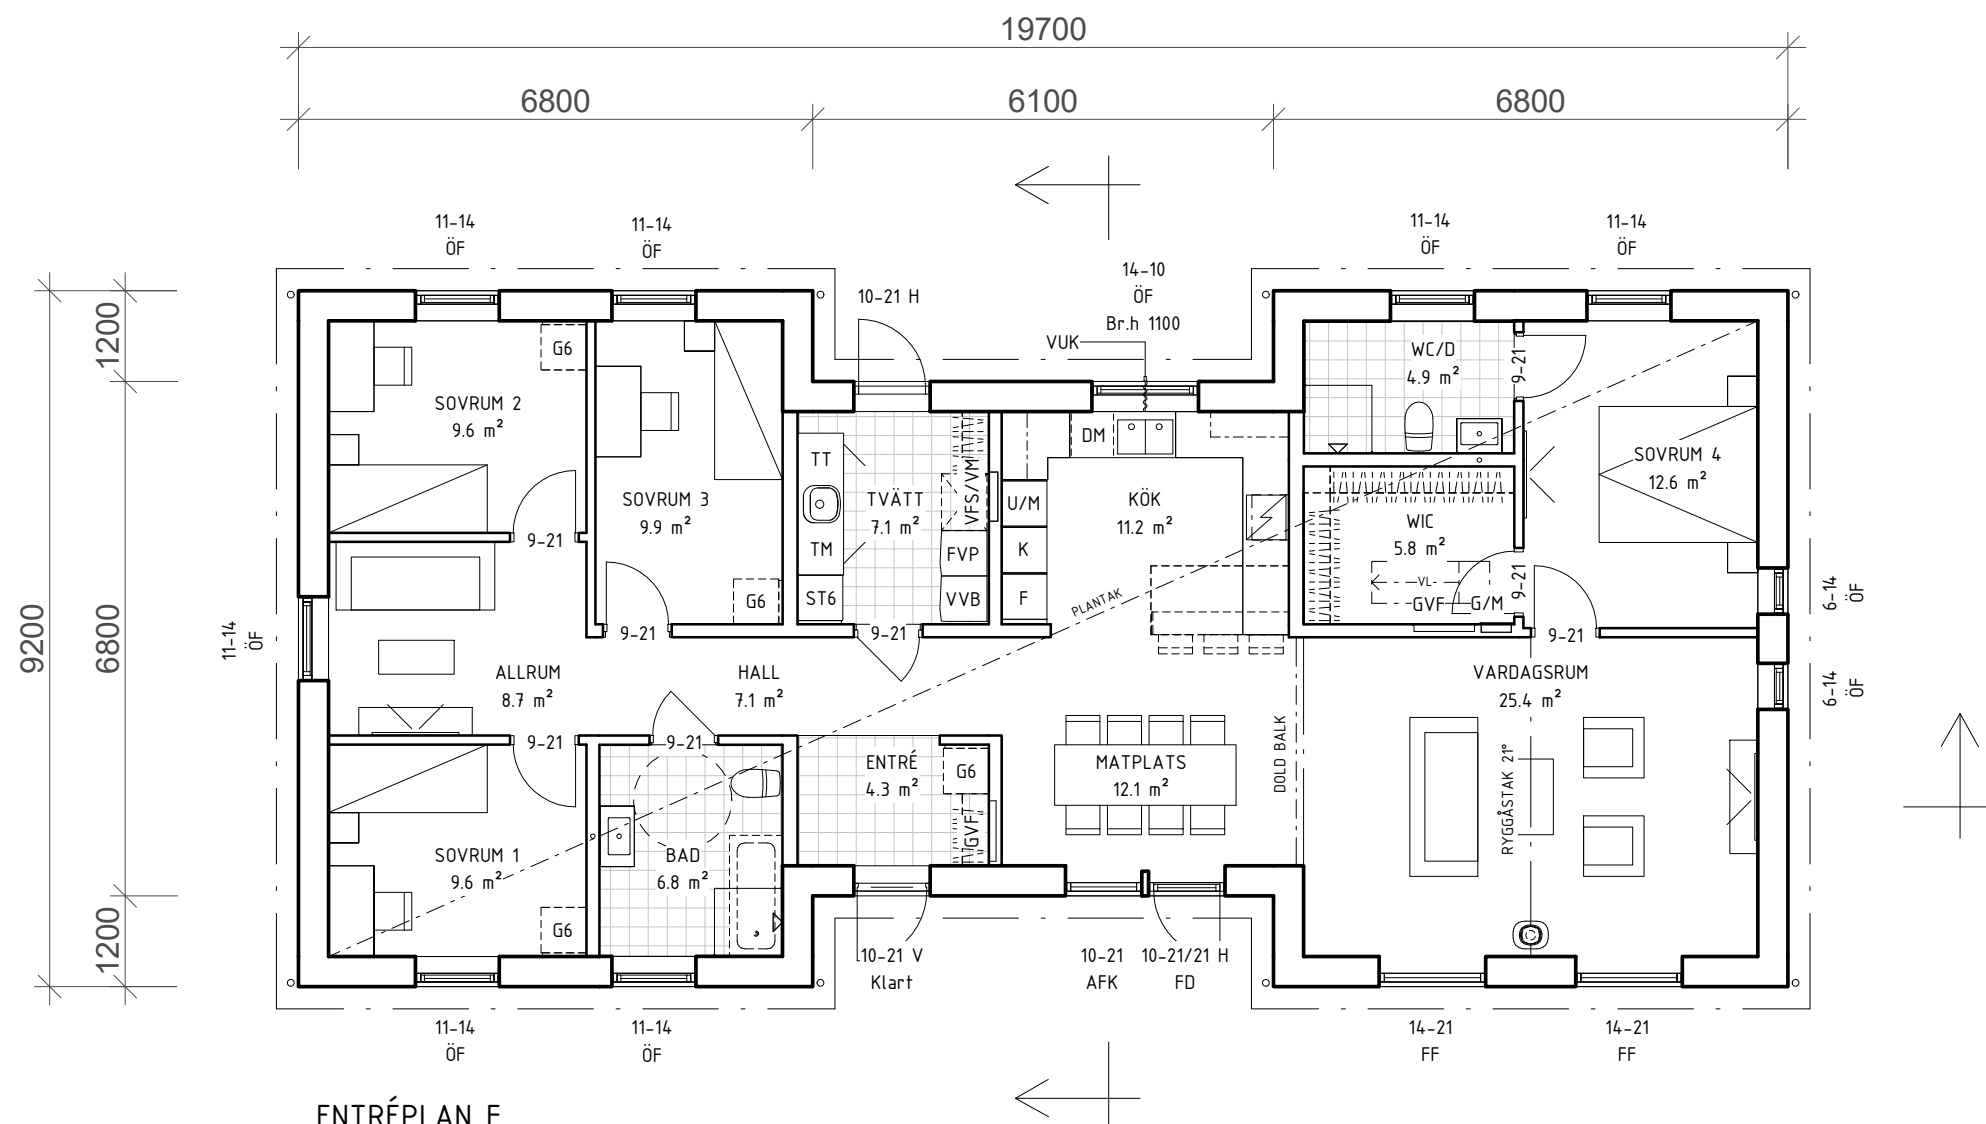 19700
6800
6100
6800
11-14
ÖF
11-14
ÖF
14-10
ÖF
Br.h 1100
10-21 H
VUK
11-14
ÖF
11-14
ÖF
9200
1200
6800
1200
G6
SOVRUM 2
9.6 m²
9-21
SOVRUM 3
9.9 m²
G6
9-21
TT
TM
ST6
TVÄTT
7.1 m²
VFS/VM
FVP
VVB
9-21
DM
U/M
K
F
KÖK
11.2 m²
PLANTAK
WC/D
4.9 m²
9-21
SOVRUM 4
12.6 m²
WIC
5.8 m²
VL
GVF
G/M
9-21
9-21
6-14
ÖF
6-14
ÖF
11-14
ÖF
ALLRUM
8.7 m²
HALL
7.1 m²
VARDAGSRUM
25.4 m²
9-21
9-21
ENTRÉ
4.3 m²
G6
GVF
MATPLATS
12.1 m²
DOLD BALK
RYGGÅSTAK 21°
SOVRUM 1
9.6 m²
G6
BAD
6.8 m²
10-21 V
Klart
10-21
AFK
10-21/21 H
FD
11-14
ÖF
11-14
ÖF
14-21
FF
14-21
FF
ENTRÉPLAN F